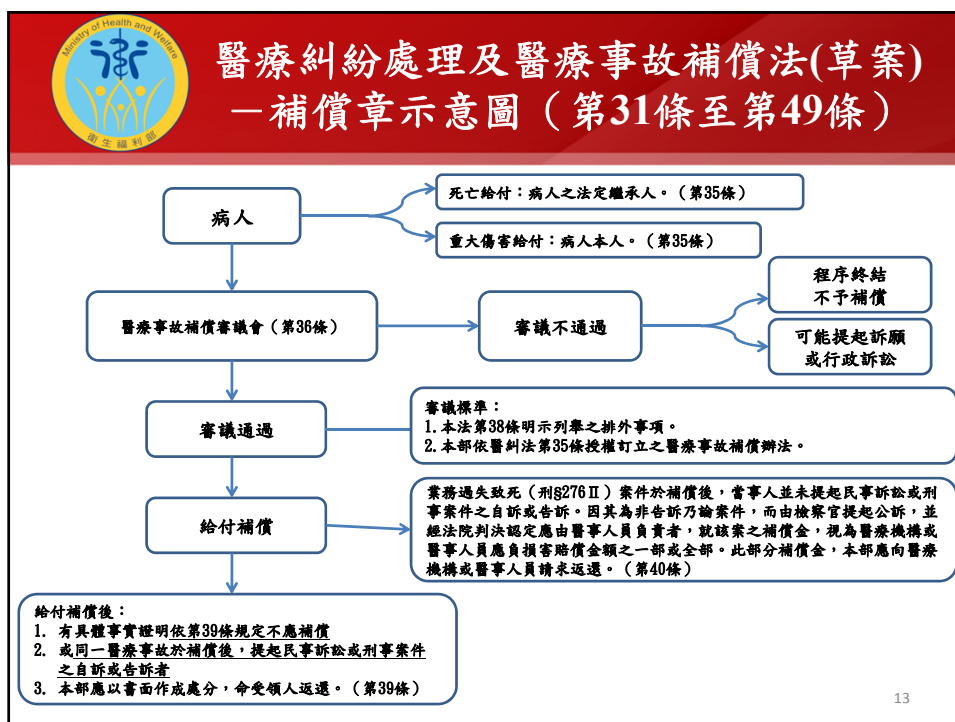 Ministry of Health and Welfare
衛生福利部
醫療糾紛處理及醫療事故補償法(草案)
－補償章示意圖（第31條至第49條）
病人
死亡給付：病人之法定繼承人。（第35條）
重大傷害給付：病人本人。（第35條）
醫療事故補償審議會（第36條）
審議不通過
程序終結
不予補償
可能提起訴願
或行政訴訟
審議通過
審議標準：
1.本法第38條明示列舉之排外事項。
2.本部依醫糾法第35條授權訂立之醫療事故補償辦法。
給付補償
業務過失致死（刑§276Ⅱ）案件於補償後，當事人並未提起民事訴訟或刑
事案件之自訴或告訴。因其為非告訴乃論案件，而由檢察官提起公訴，並
經法院判決認定應由醫事人員負責者，就該案之補償金，視為醫療機構或
醫事人員應負損害賠償金額之一部或全部。此部分補償金，本部應向醫療
機構或醫事人員請求返還。（第40條）
給付補償後：
1. 有具體事實證明依第39條規定不應補償
2. 或同一醫療事故於補償後，提起民事訴訟或刑事案件
之自訴或告訴者
3. 本部應以書面作成處分，命受領人返還。（第39條）
13